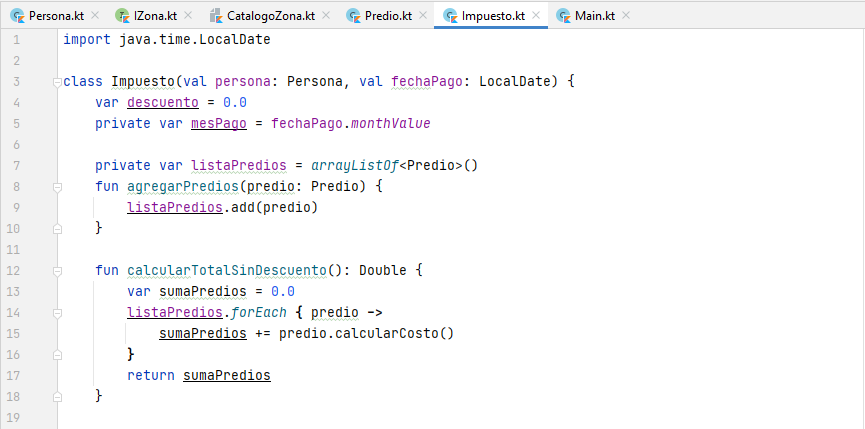 Persona.kt IZona.kt CatalogoZona.kt Predio.kt Impuesto.kt Main.kt
1 import java.time.LocalDate
2
3 class Impuesto(val persona: Persona, val fechaPago: LocalDate) {
4     var descuento = 0.0
5     private var mesPago = fechaPago.monthValue
6
7     private var listaPredios = arrayListOf<Predio>()
8     fun agregarPredios(predio: Predio) {
9         listaPredios.add(predio)
10     }
11
12     fun calcularTotalSinDescuento(): Double {
13         var sumaPredios = 0.0
14         listaPredios.forEach { predio ->
15             sumaPredios += predio.calcularCosto()
16         }
17         return sumaPredios
18     }
19